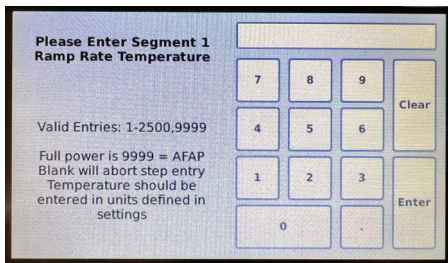 Please Enter Segment 1
Ramp Rate Temperature
Valid Entries: 1-2500,9999
Full power is 9999 = AFAP
Blank will abort step entry
Temperature should be
entered in units defined in
settings
7 8 9
Clear
4 5 6
1 2 3
Enter
0 .